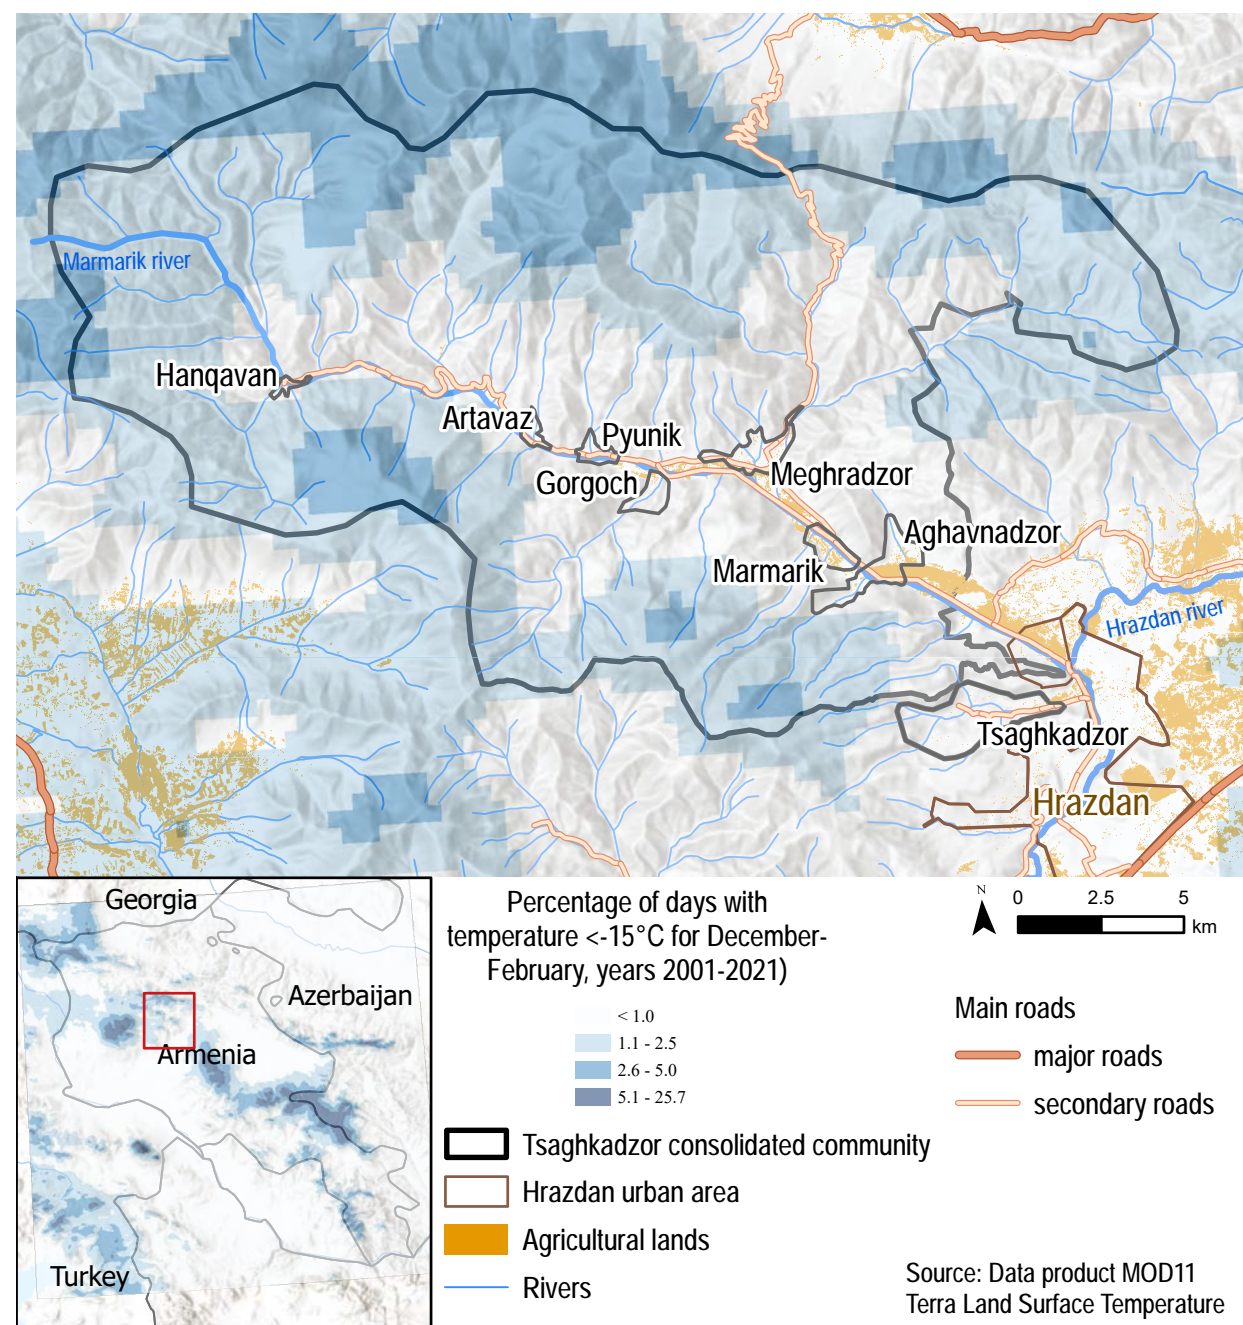 Marmarik river
Hanqavan
Artavaz
Pyunik
Gorgoch
Meghradzor
Aghavnadzor
Marmarik
Hrazdan river
Tsaghkadzor
Hrazdan
Georgia
Azerbaijan
Armenia
Turkey
Percentage of days with
temperature <-15°C for December-
February, years 2001-2021)
< 1.0
1.1 - 2.5
2.6 - 5.0
5.1 - 25.7
Tsaghkadzor consolidated community
Hrazdan urban area
Agricultural lands
Rivers
N
0 2.5 5
km
Main roads
major roads
secondary roads
Source: Data product MOD11
Terra Land Surface Temperature